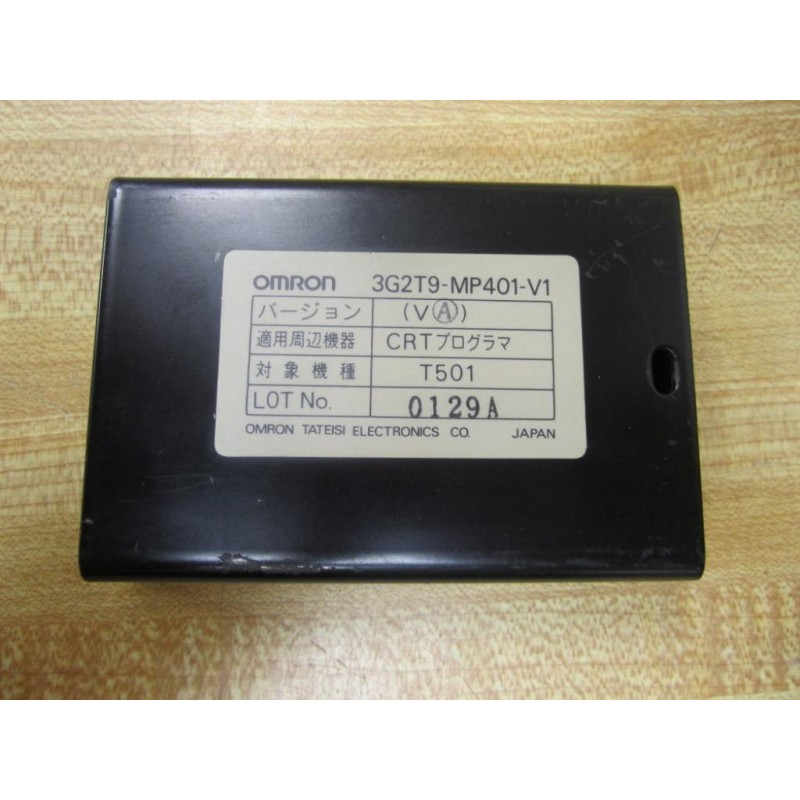 OMRON 3G2T9-MP401-V1
バージョン (VⒶ)
適用周辺機器 CRTプログラマ
対象機種 T501
LOT No. 0129A
OMRON TATEISI ELECTRONICS CO. JAPAN